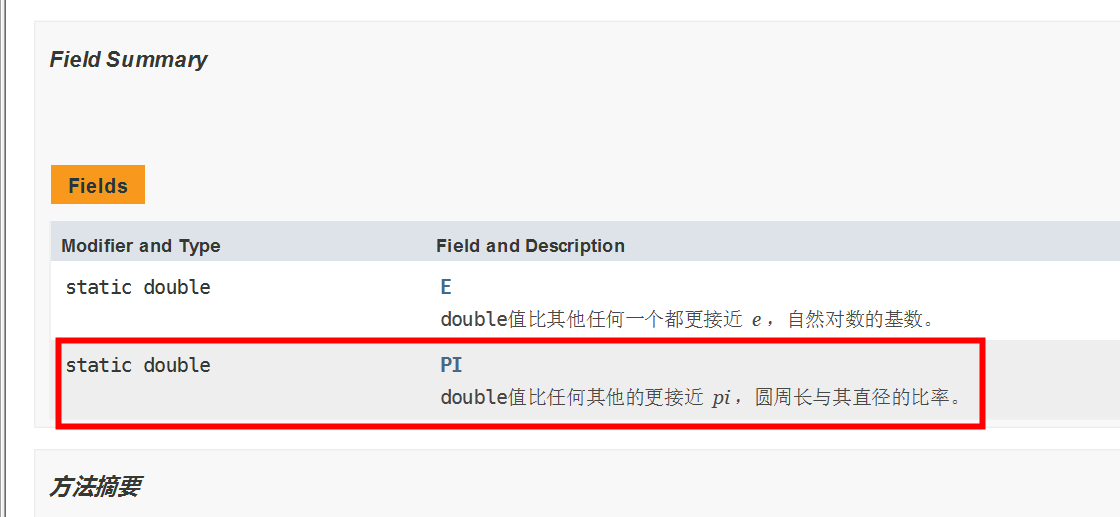 Field Summary
Fields
Modifier and Type Field and Description
static double E
double值比其他任何一个都更接近 e，自然对数的基数。
static double PI
double值比任何其他的更接近 pi，圆周长与其直径的比率。
方法摘要